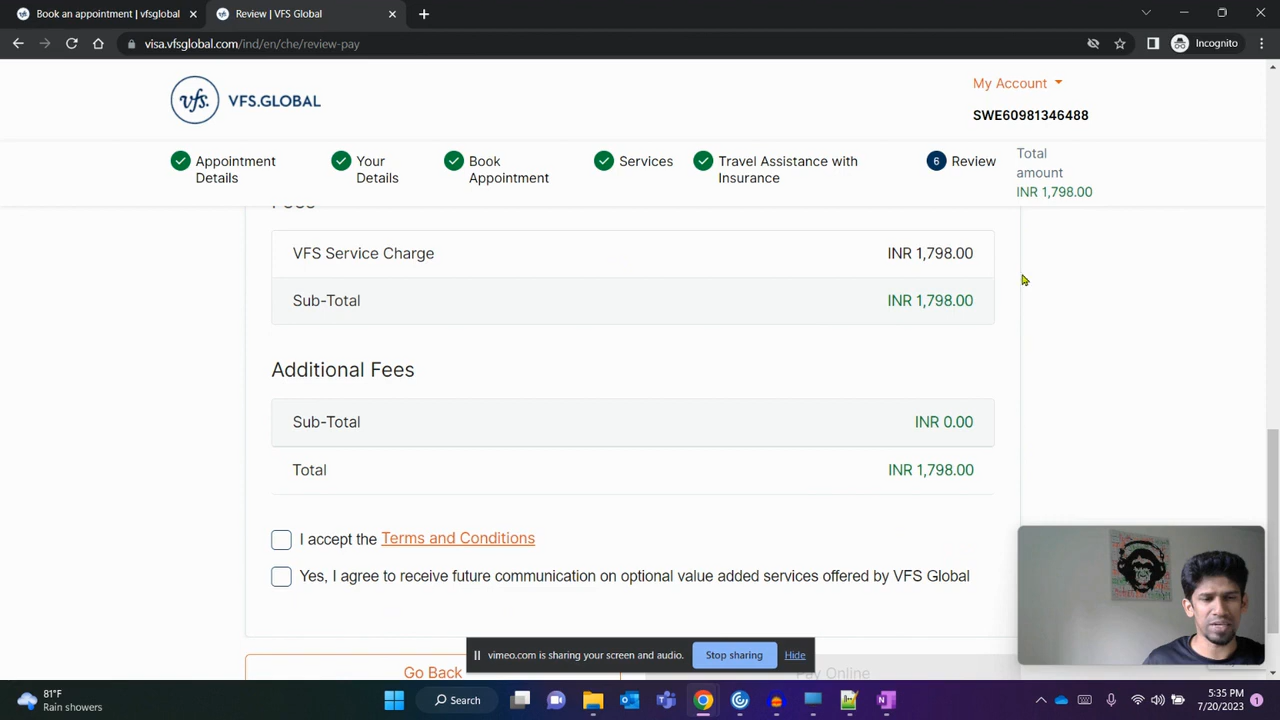 Book an appointment | vfsglobal
Review | VFS Global
visa.vfsglobal.com/ind/en/che/review-pay
Incognito
vfs.
VFS.GLOBAL
My Account
SWE60981346488
Appointment
Details
Your
Details
Book
Appointment
Services
Travel Assistance with
Insurance
6
Review
Total
amount
INR 1,798.00
Fees
VFS Service Charge
INR 1,798.00
Sub-Total
INR 1,798.00
Additional Fees
Sub-Total
INR 0.00
Total
INR 1,798.00
I accept the Terms and Conditions
Yes, I agree to receive future communication on optional value added services offered by VFS Global
vimeo.com is sharing your screen and audio.
Stop sharing
Hide
Go Back
Pay Online
81°F
Rain showers
Search
5:35 PM
7/20/2023